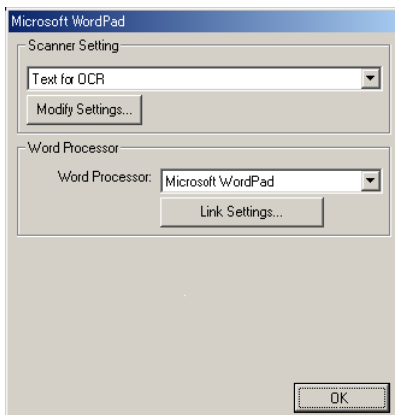 Microsoft WordPad
Scanner Setting
Text for OCR
Modify Settings...
Word Processor
Word Processor: Microsoft WordPad
Link Settings...
OK